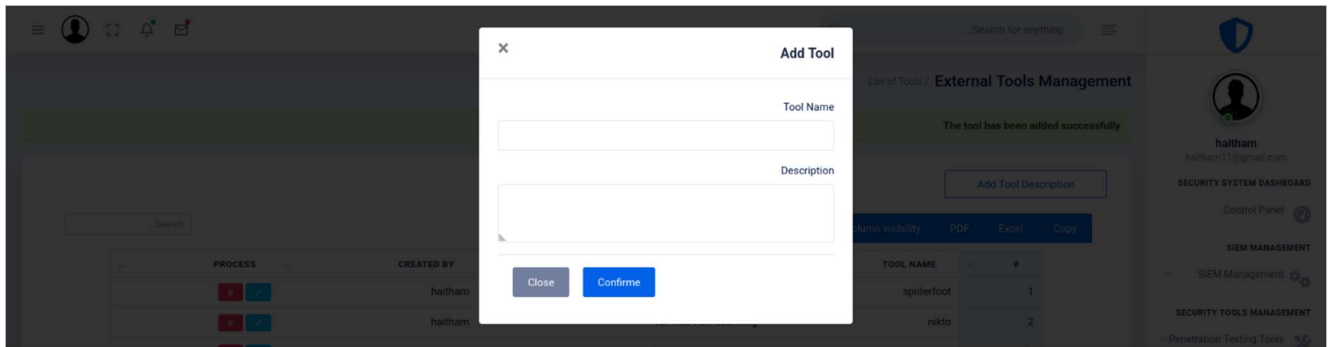 ...Search for anything
Add Tool
List of Tools / External Tools Management
Tool Name
The tool has been added successfully
haitham
haitham11@gmail.com
Description
Add Tool Description
SECURITY SYSTEM DASHBOARD
Control Panel
Search
Column visibility PDF Excel Copy
SIEM MANAGEMENT
PROCESS CREATED BY TOOL NAME #
SIEM Management
Close Confirme
haitham spiderfoot 1
SECURITY TOOLS MANAGEMENT
haitham nikto 2
Penetration Testing Tools